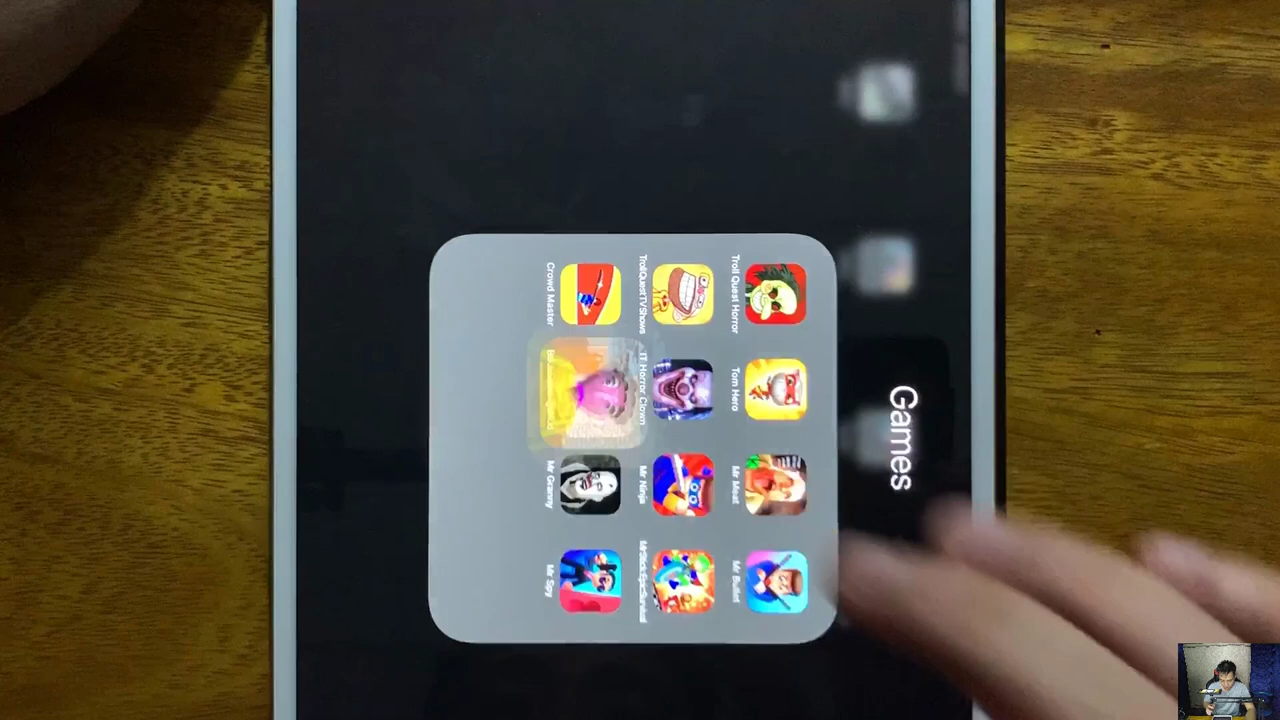 Games
Troll Quest Horror
Tom Hero
Mr Meat
Mr Bullet
TrollQuestTVShows
IT Horror Clown
Mr Ninja
Crowd Master
Mr Granny
Mr Spy